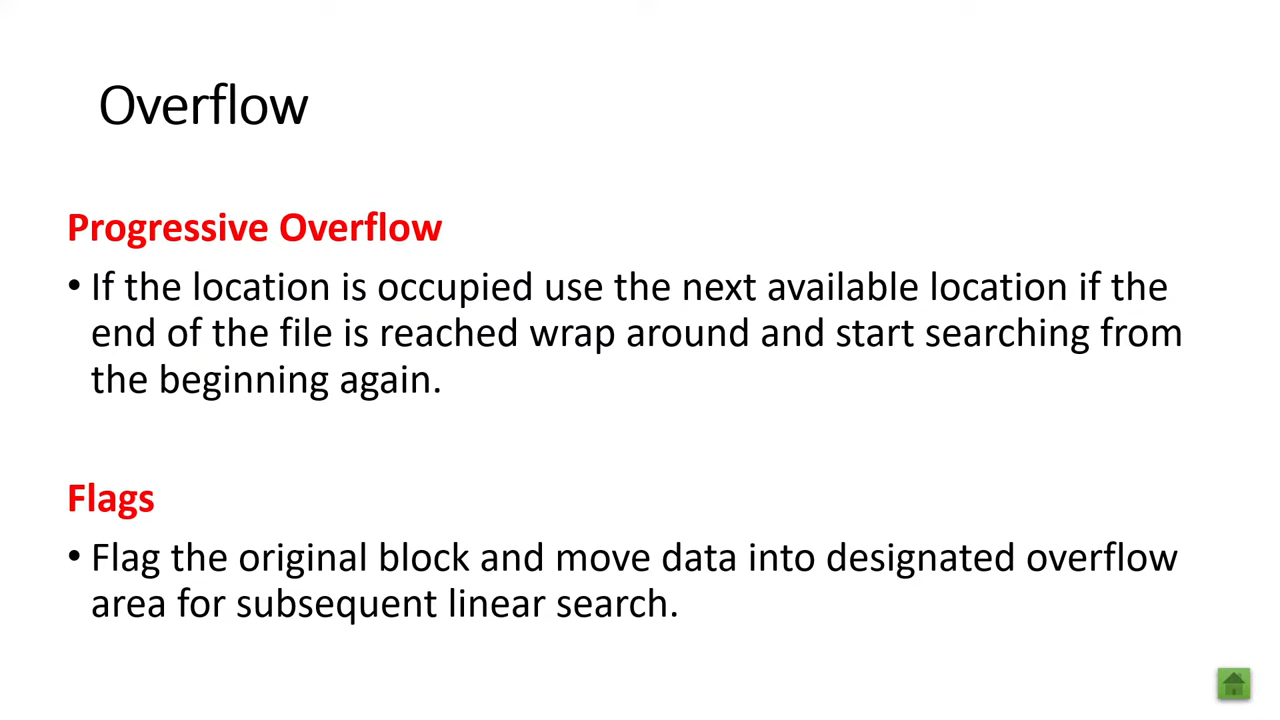 Overflow
Progressive Overflow
• If the location is occupied use the next available location if the
end of the file is reached wrap around and start searching from
the beginning again.
Flags
• Flag the original block and move data into designated overflow
area for subsequent linear search.